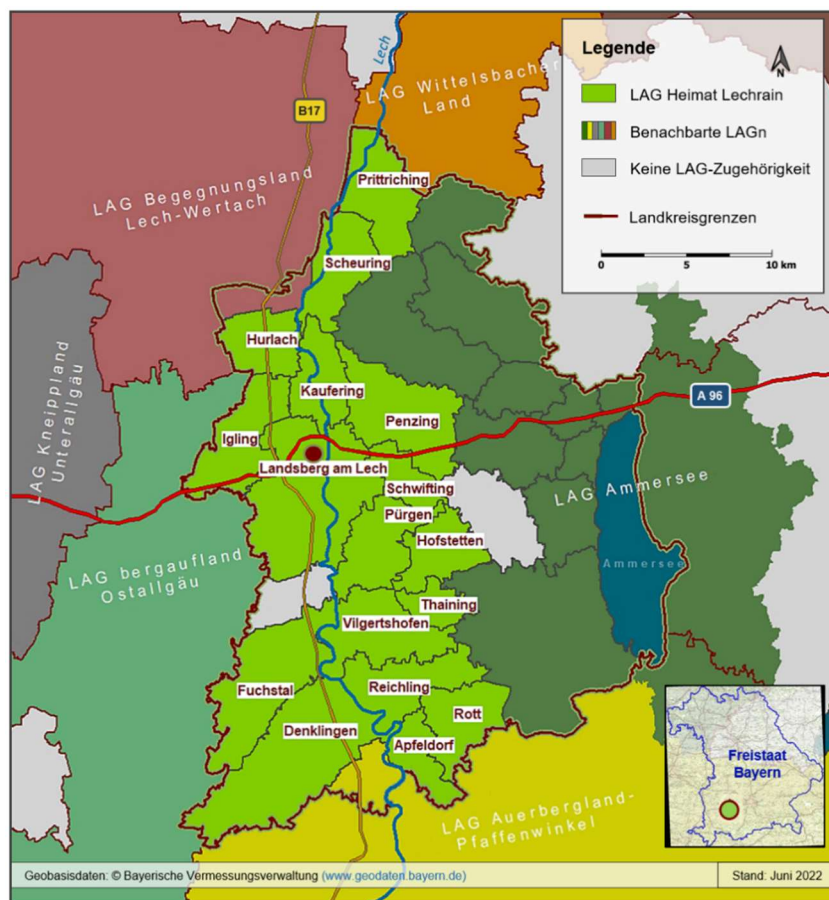 Lech
LAG Wittelsbacher
Land
B17
Legende
N
LAG Heimat Lechrain
Benachbarte LAGn
Keine LAG-Zugehörigkeit
Landkreisgrenzen
0 5 10 km
LAG Begegnungsland
Lech-Wertach
Prittriching
Scheuring
Hurlach
Kaufering
A 96
LAG Kneippland
Unterallgäu
Penzing
Igling
Landsberg am Lech
Schwifting
LAG Ammersee
Pürgen
Hofstetten
LAG bergaufland
Ostallgäu
Ammersee
Thaining
Vilgertshofen
Fuchstal
Reichling
Rott
Denklingen
Apfeldorf
Freistaat
Bayern
LAG Auerbergland-
Pfaffenwinkel
Geobasisdaten: © Bayerische Vermessungsverwaltung (www.geodaten.bayern.de)
Stand: Juni 2022